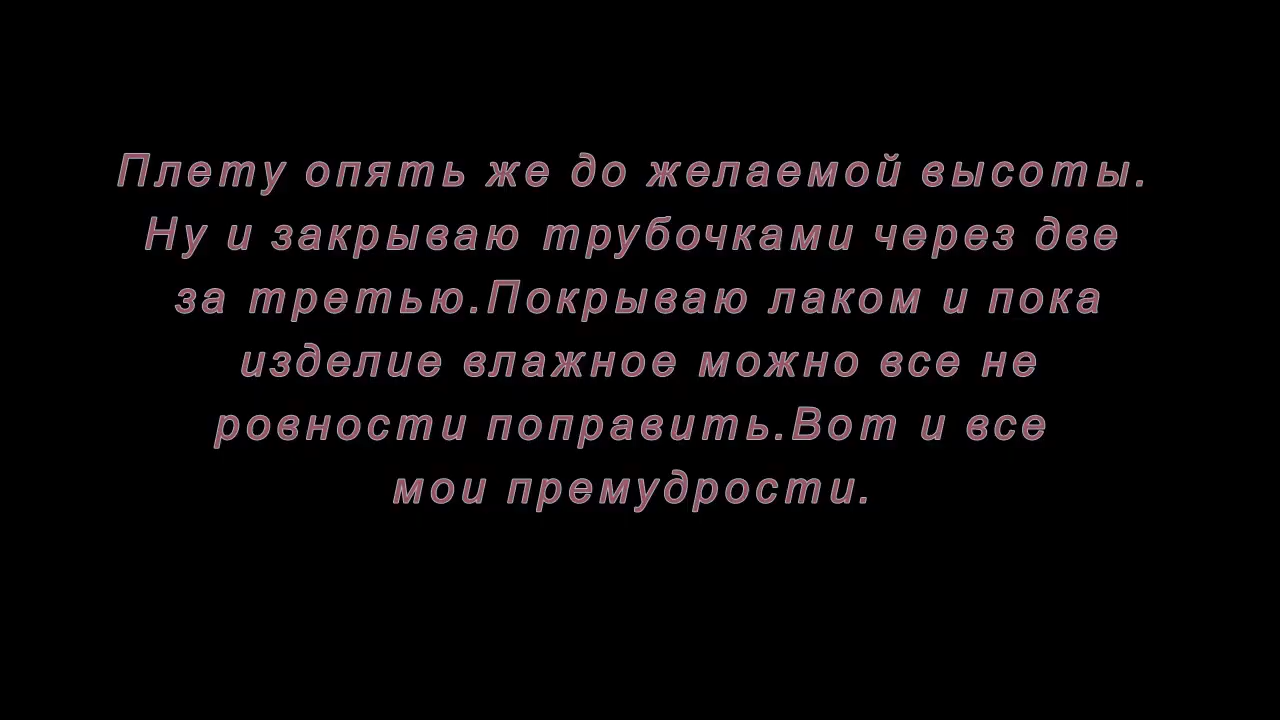 Плету опять же до желаемой высоты.
Ну и закрываю трубочками через две
за третью.Покрываю лаком и пока
изделие влажное можно все не
ровности поправить.Вот и все
мои премудрости.